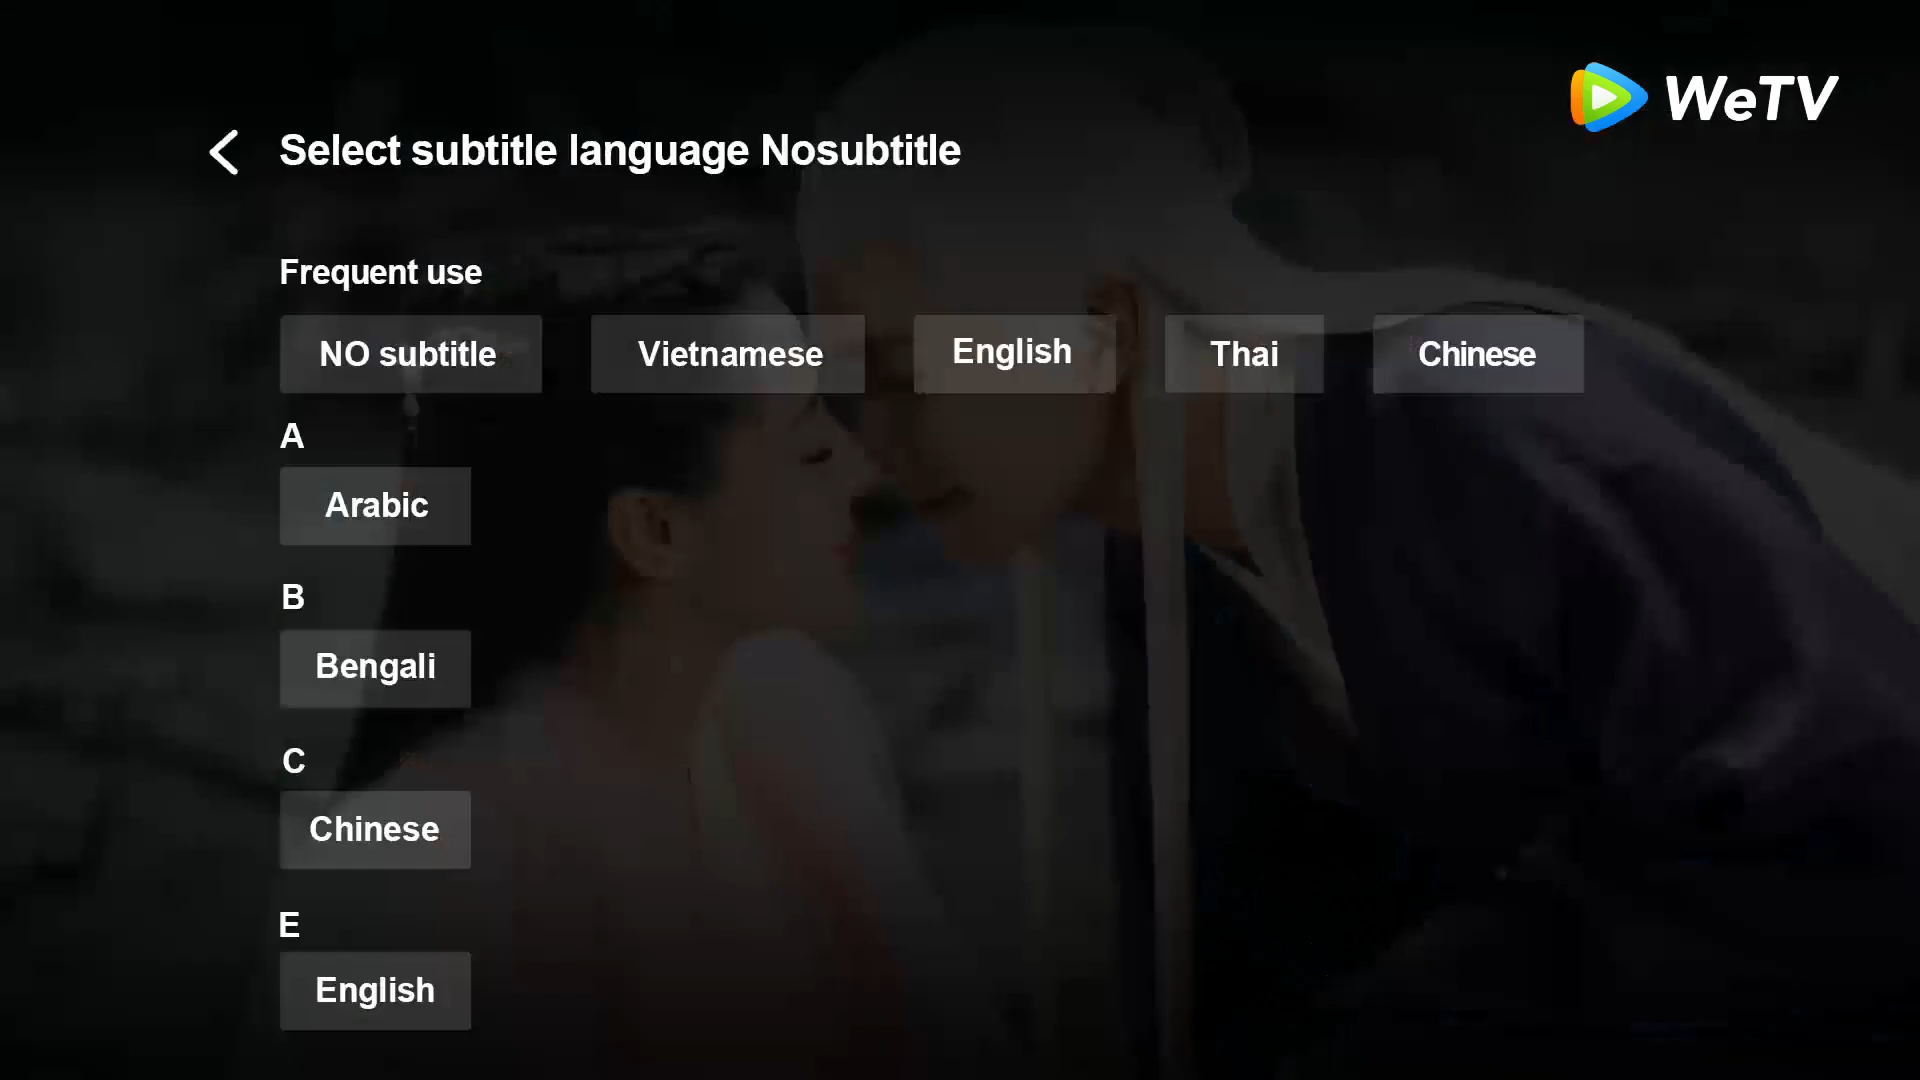 WeTV
Select subtitle language Nosubtitle
Frequent use
NO subtitle Vietnamese English Thai Chinese
A
Arabic
B
Bengali
C
Chinese
E
English